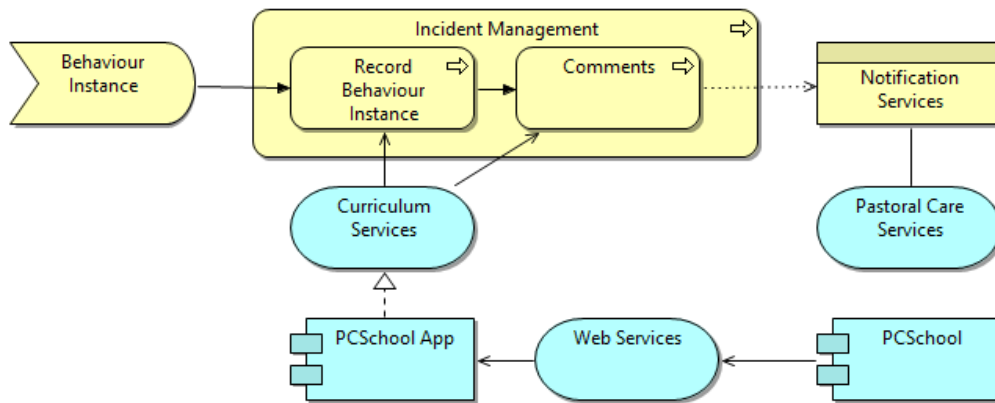 Incident Management
Behaviour
Instance
Record
Behaviour
Instance
Comments
Notification
Services
Curriculum
Services
Pastoral Care
Services
PCSchool App
Web Services
PCSchool